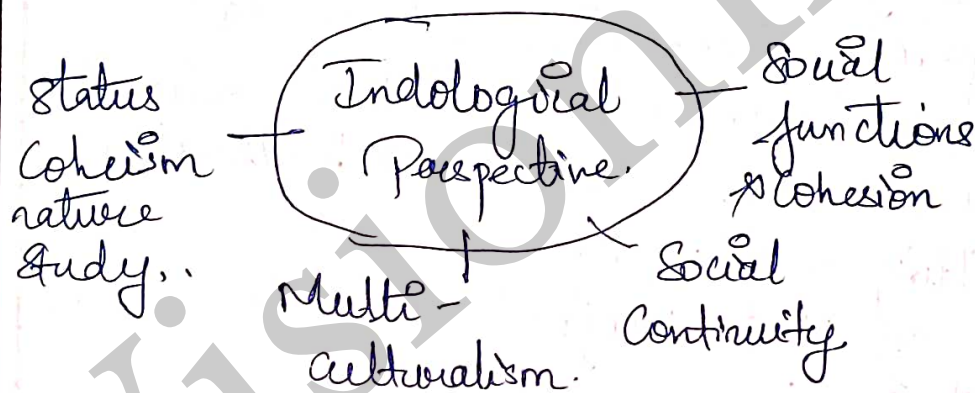 Status
Cohesion
nature
Study..
Indological
Perspective.
Social
functions
& Cohesion
Social
Continuity
Multi-
culturalism.